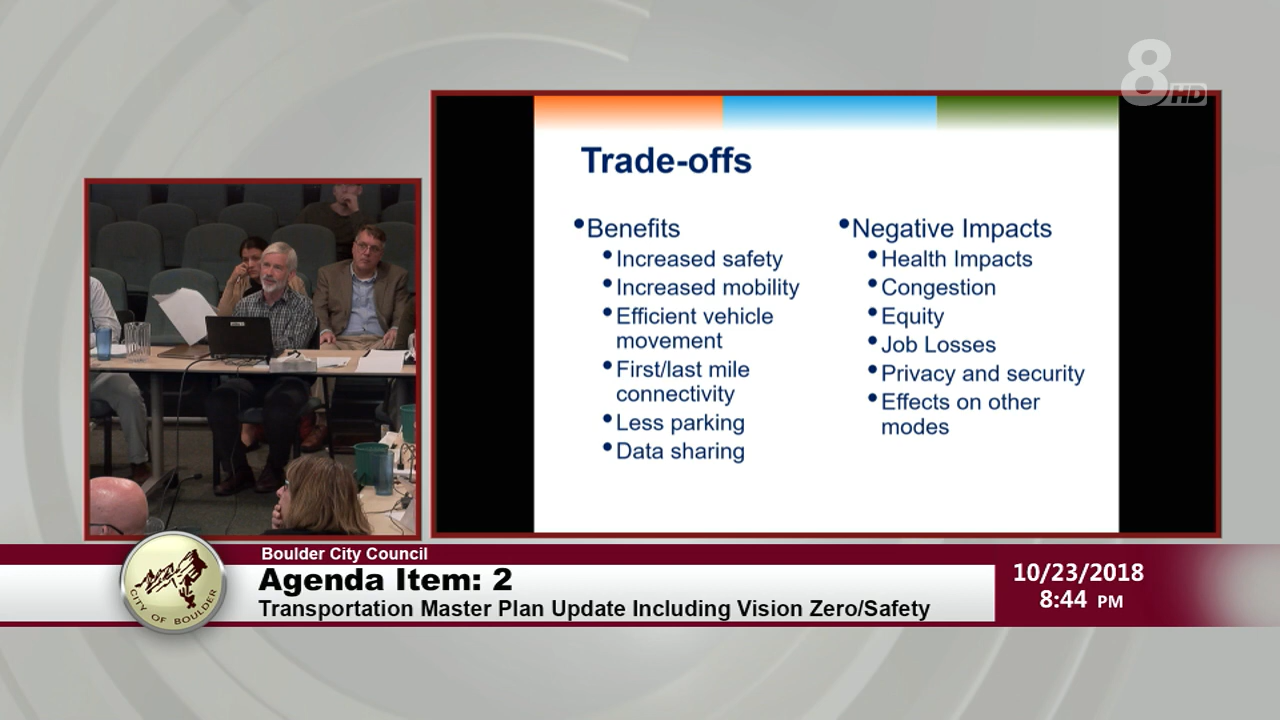 8
HD
Trade-offs
•Benefits
•Increased safety
•Increased mobility
•Efficient vehicle
movement
•First/last mile
connectivity
•Less parking
•Data sharing
•Negative Impacts
•Health Impacts
•Congestion
•Equity
•Job Losses
•Privacy and security
•Effects on other
modes
CITY OF BOULDER
Boulder City Council
Agenda Item: 2
Transportation Master Plan Update Including Vision Zero/Safety
10/23/2018
8:44 PM